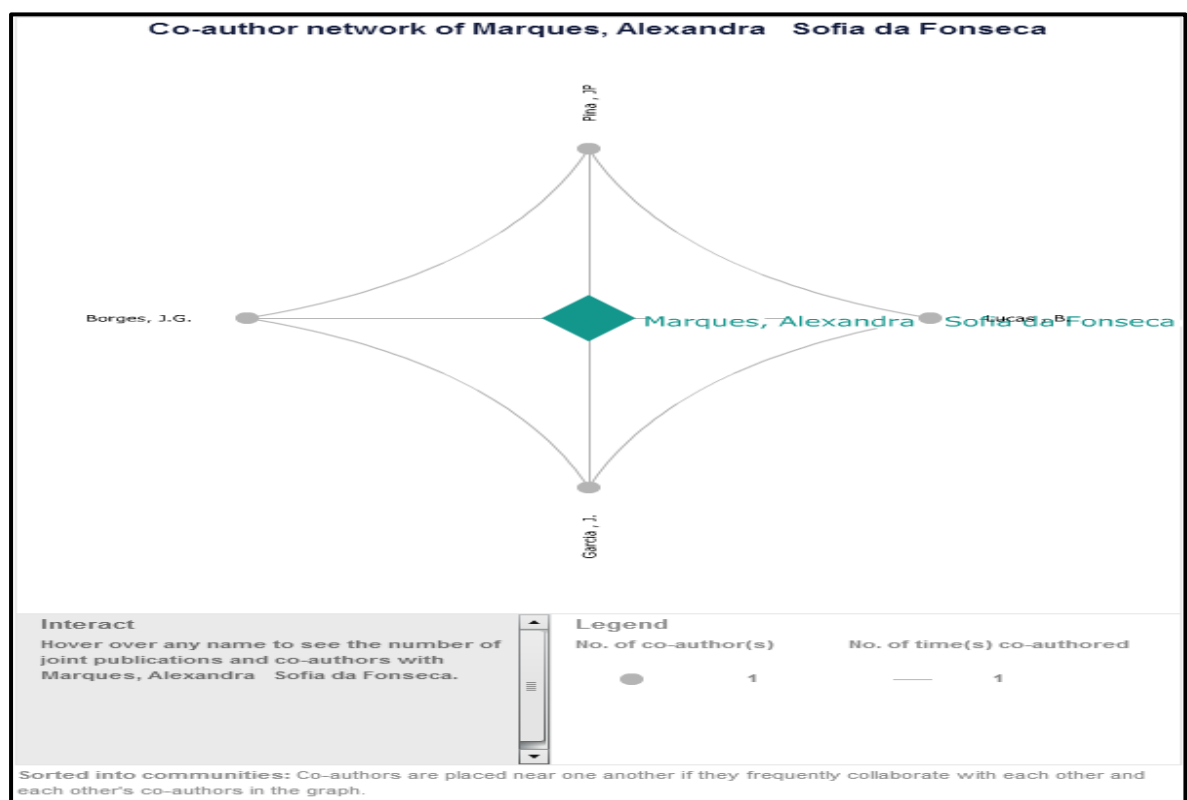 Co-author network of Marques, Alexandra   Sofia da Fonseca
Pina , JP
Borges, J.G.
Marques, Alexandra   Sofia da Fonseca
Lucas , B.
Garcia , J.
Interact
Hover over any name to see the number of
joint publications and co-authors with
Marques, Alexandra   Sofia da Fonseca.
Legend
No. of co-author(s)   No. of time(s) co-authored
1   1
Sorted into communities: Co-authors are placed near one another if they frequently collaborate with each other and
each other's co-authors in the graph.